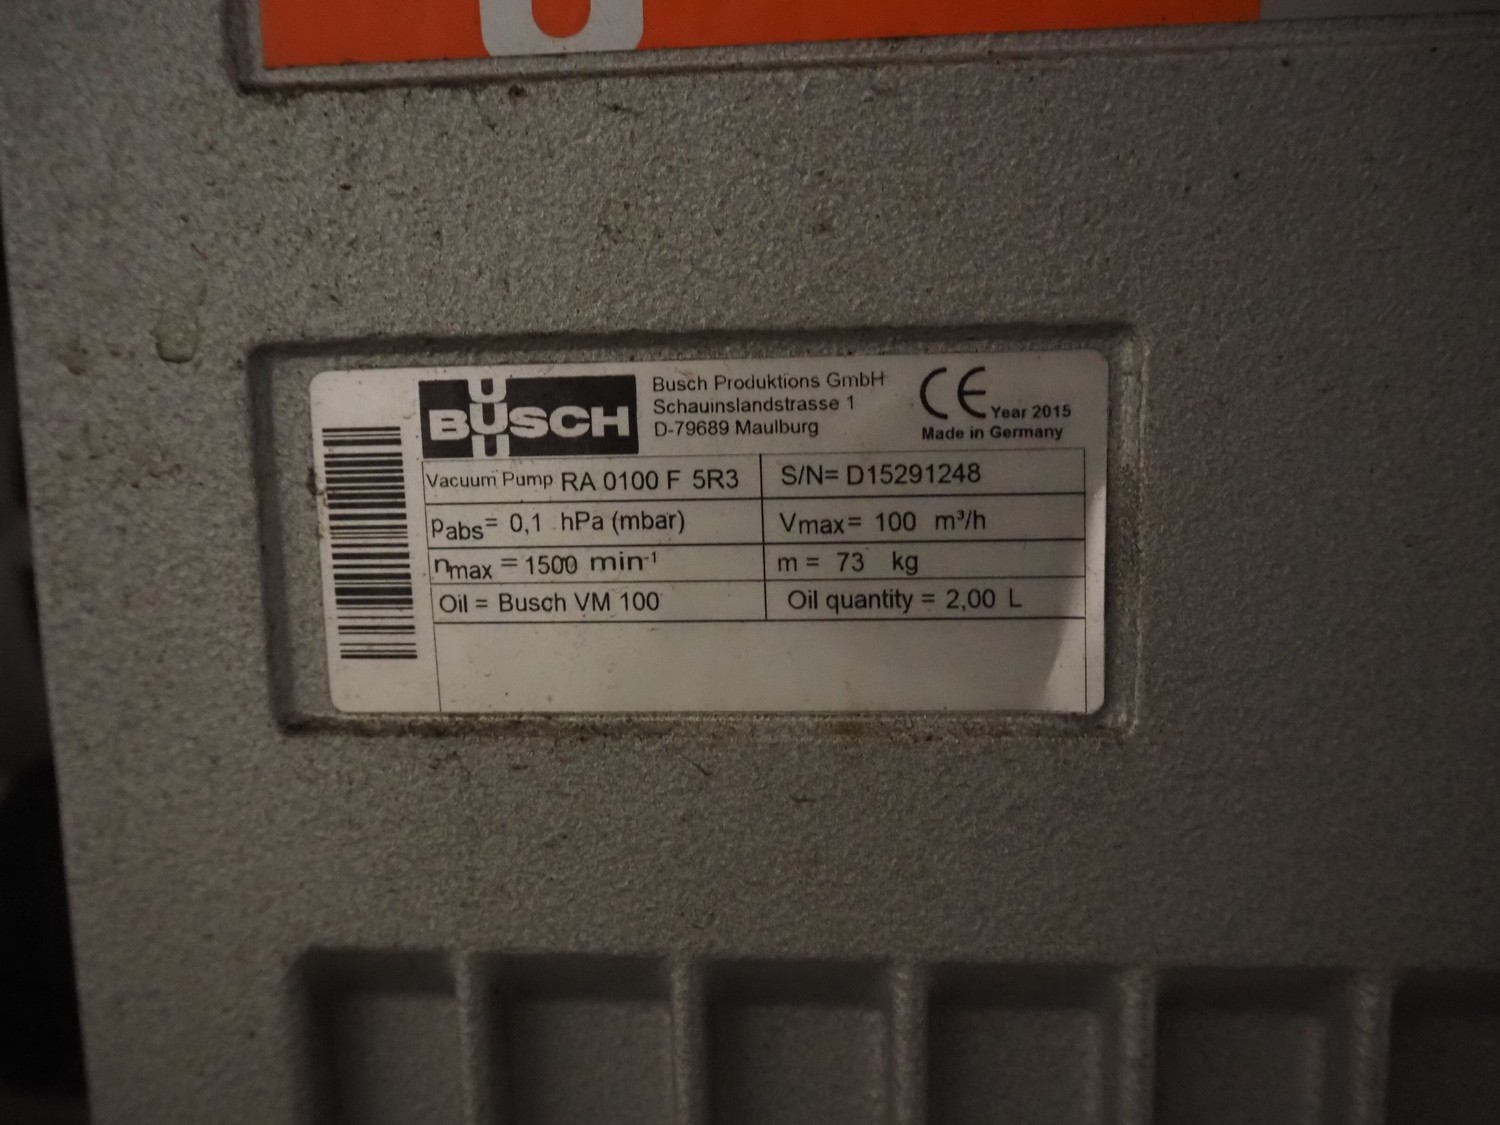 BUSCH
Busch Produktions GmbH
Schauinslandstrasse 1
D-79689 Maulburg
CE Year 2015
Made in Germany
Vacuum Pump RA 0100 F 5R3
S/N= D15291248
Pabs= 0,1 hPa (mbar)
Vmax= 100 m³/h
nmax = 1500 min-1
m = 73 kg
Oil = Busch VM 100
Oil quantity = 2,00 L